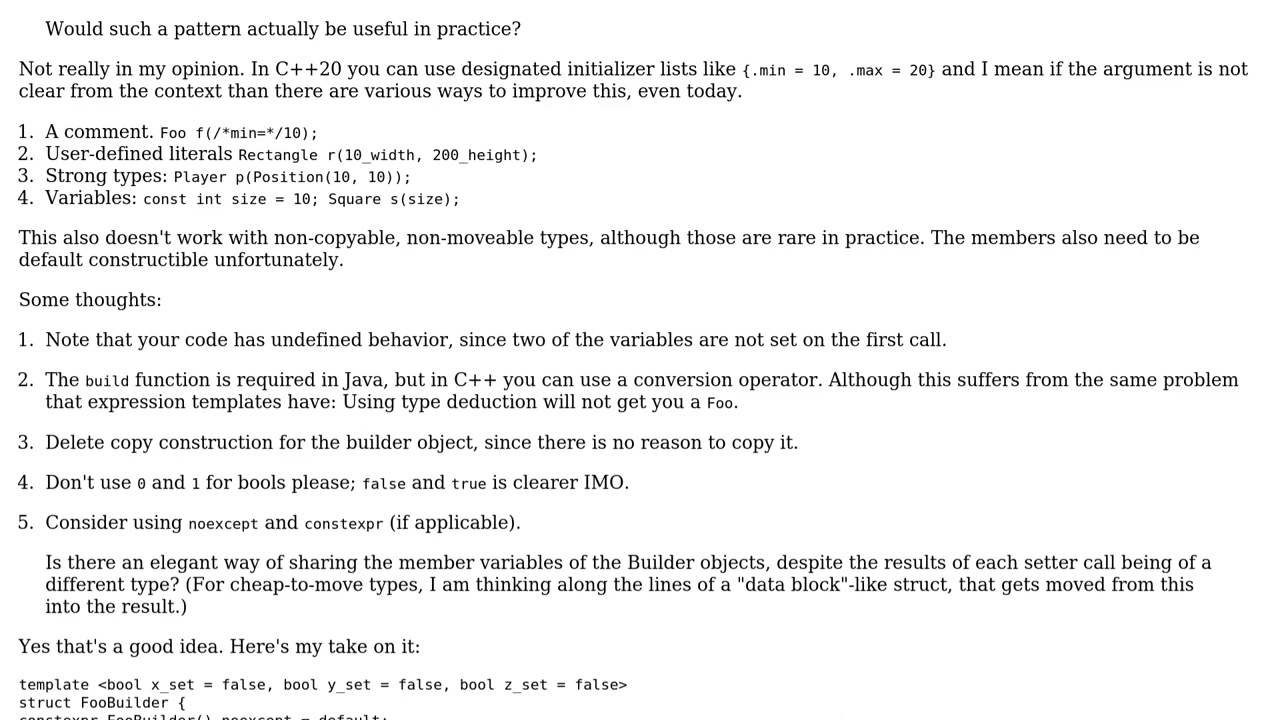 Would such a pattern actually be useful in practice?
Not really in my opinion. In C++20 you can use designated initializer lists like {.min = 10, .max = 20} and I mean if the argument is not
clear from the context than there are various ways to improve this, even today.
1. A comment. Foo f(/*min=*/10);
2. User-defined literals Rectangle r(10_width, 200_height);
3. Strong types: Player p(Position(10, 10));
4. Variables: const int size = 10; Square s(size);
This also doesn't work with non-copyable, non-moveable types, although those are rare in practice. The members also need to be
default constructible unfortunately.
Some thoughts:
1. Note that your code has undefined behavior, since two of the variables are not set on the first call.
2. The build function is required in Java, but in C++ you can use a conversion operator. Although this suffers from the same problem
that expression templates have: Using type deduction will not get you a Foo.
3. Delete copy construction for the builder object, since there is no reason to copy it.
4. Don't use 0 and 1 for bools please; false and true is clearer IMO.
5. Consider using noexcept and constexpr (if applicable).
Is there an elegant way of sharing the member variables of the Builder objects, despite the results of each setter call being of a
different type? (For cheap-to-move types, I am thinking along the lines of a "data block"-like struct, that gets moved from this
into the result.)
Yes that's a good idea. Here's my take on it:
template <bool x_set = false, bool y_set = false, bool z_set = false>
struct FooBuilder {
constexpr FooBuilder() noexcept = default;